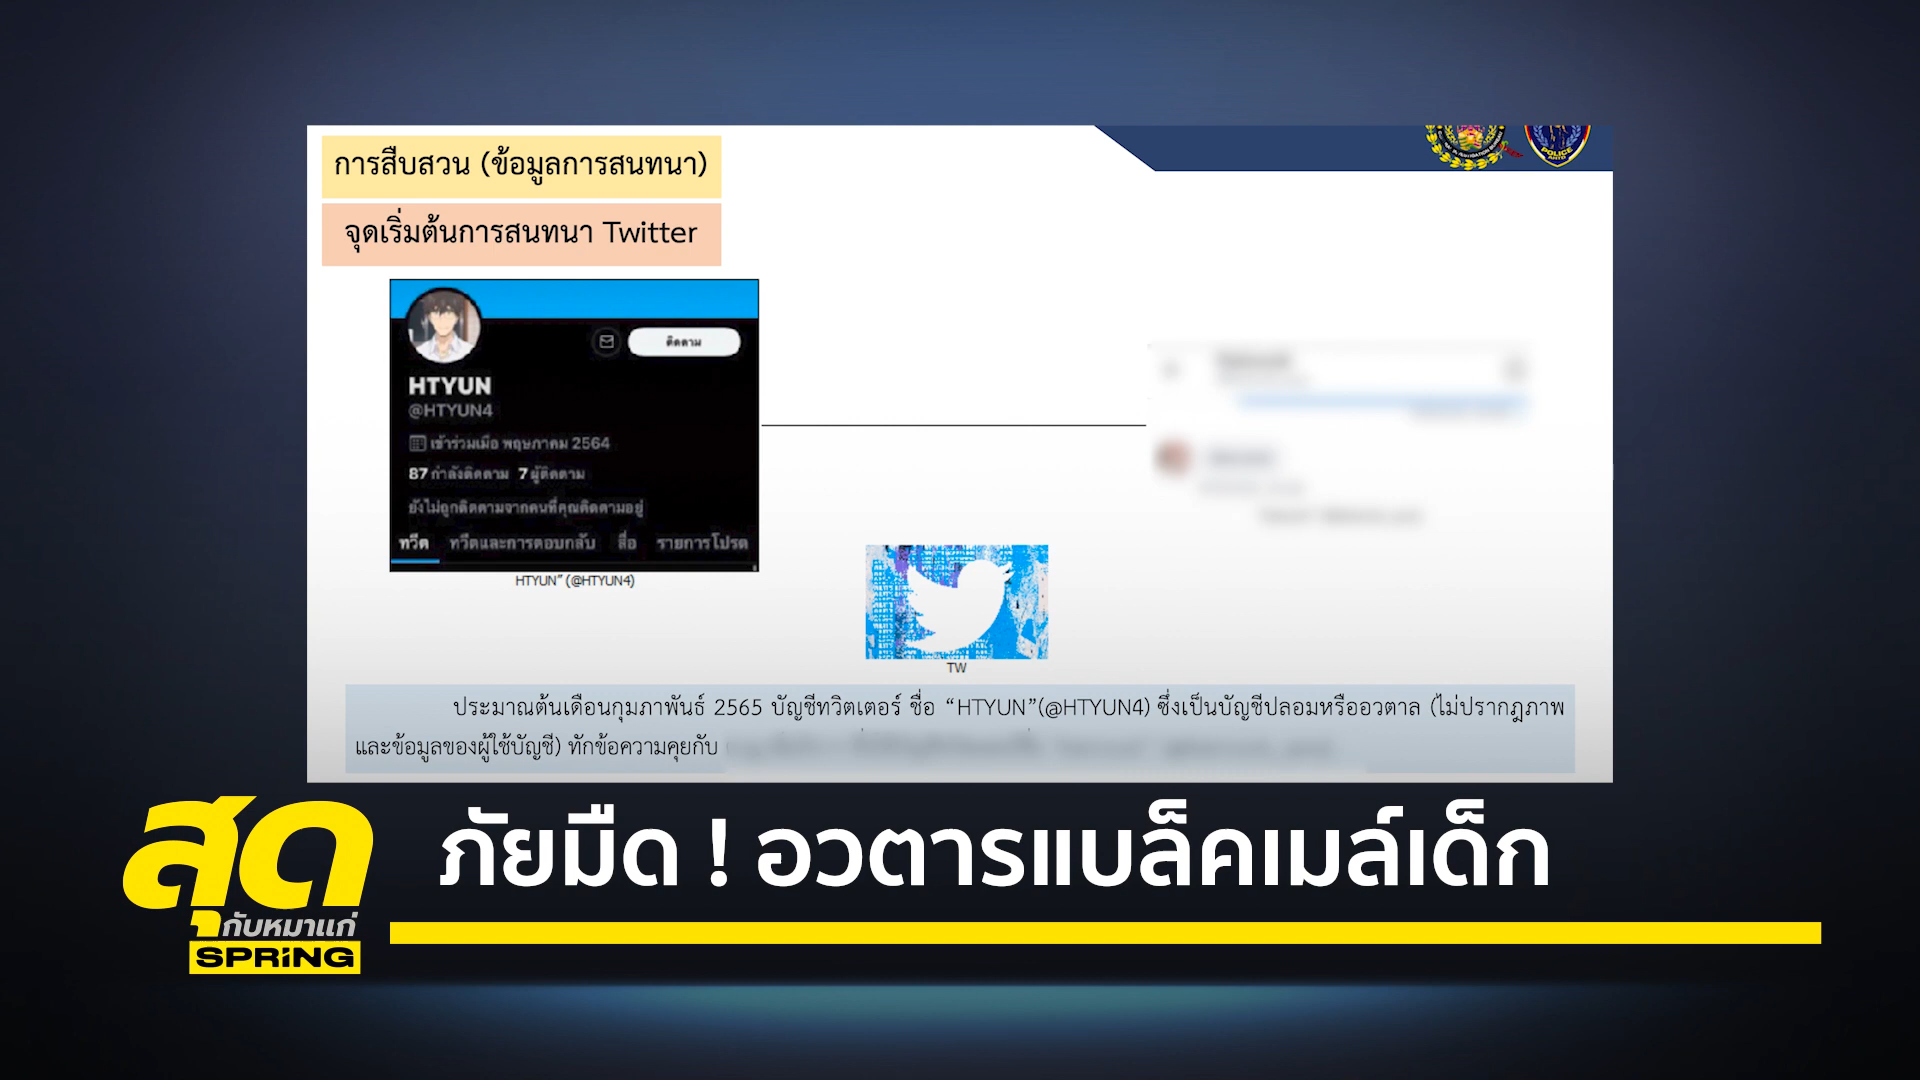 การสืบสวน (ข้อมูลการสนทนา)
จุดเริ่มต้นการสนทนา Twitter
POLICE
ติดตาม
HTYUN
@HTYUN4
เข้าร่วมเมื่อ พฤษภาคม 2564
87 กำลังติดตาม 7 ผู้ติดตาม
ยังไม่ถูกติดตามจากคนที่คุณติดตามอยู่
ทวีต ทวีตและการตอบกลับ สื่อ รายการโปรด
HTYUN” (@HTYUN4)
TW
ประมาณต้นเดือนกุมภาพันธ์ 2565 บัญชีทวิตเตอร์ ชื่อ “HTYUN”(@HTYUN4) ซึ่งเป็นบัญชีปลอมหรืออวตาล (ไม่ปรากฎภาพ
และข้อมูลของผู้ใช้บัญชี) ทักข้อความคุยกับ
สุด
กับหมาแก่
SPRiNG
ภัยมืด ! อวตารแบล็คเมล์เด็ก